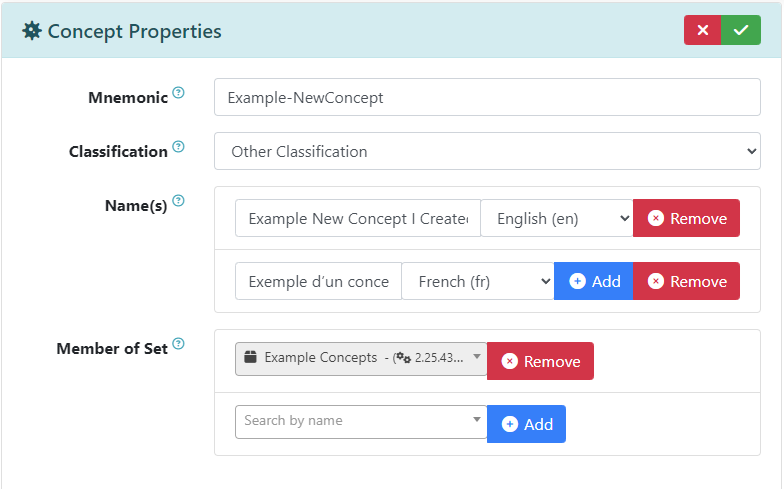 Concept Properties
Mnemonic
Example-NewConcept
Classification
Other Classification
Name(s)
Example New Concept I Created
English (en)
Remove
Exemple d’un conce
French (fr)
Add
Remove
Member of Set
Example Concepts - ( 2.25.43...
Remove
Search by name
Add